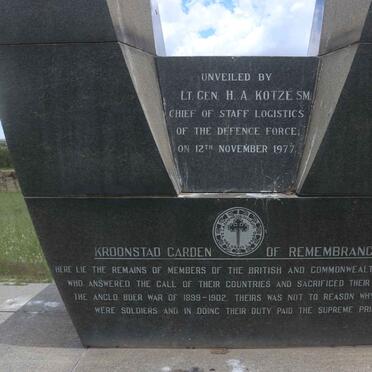 UNVEILED BY
LT. GEN. H. A. KOTZE SM
CHIEF OF STAFF LOGISTICS
OF THE DEFENCE FORCE,
ON 12TH NOVEMBER 1977.
KROONSTAD GARDEN OF REMEMBRANC
HERE LIE THE REMAINS OF MEMBERS OF THE BRITISH AND COMMONWEALT
WHO ANSWERED THE CALL OF THEIR COUNTRIES AND SACRIFICED THEIR
THE ANGLO BOER WAR OF 1899-1902. THEIRS WAS NOT TO REASON WHY
WERE SOLDIERS AND IN DOING THEIR DUTY PAID THE SUPREME PRI